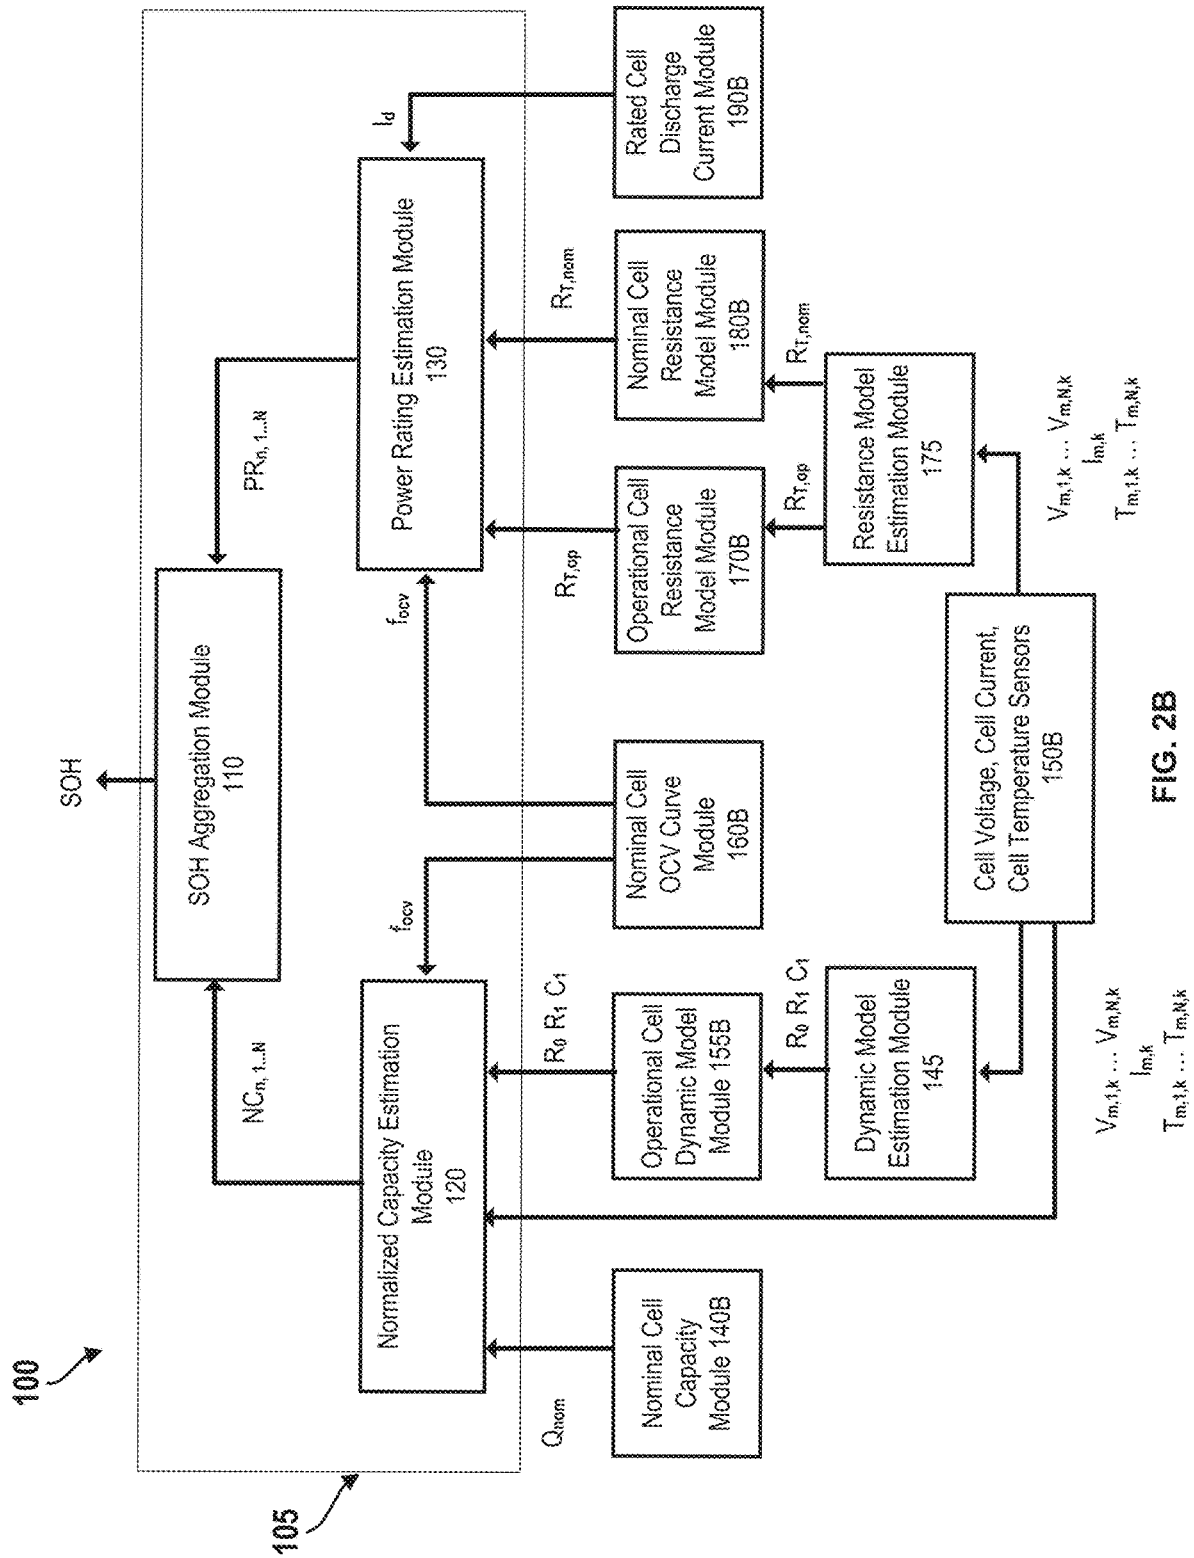 100
105
SOH
SOH Aggregation Module
110
NCn, 1...N
PRn, 1...N
Normalized Capacity Estimation
Module
120
Power Rating Estimation Module
130
focv
focv
Id
Qnom
R0 R1 C1
RT,op
RT,nom
Nominal Cell
Capacity
Module 140B
Operational Cell
Dynamic Model
Module 155B
Nominal Cell
OCV Curve
Module
160B
Operational Cell
Resistance
Model Module
170B
Nominal Cell
Resistance
Model Module
180B
Rated Cell
Discharge
Current Module
190B
R0 R1 C1
RT,op
RT,nom
Dynamic Model
Estimation Module
145
Resistance Model
Estimation Module
175
Cell Voltage, Cell Current,
Cell Temperature Sensors
150B
Vm,1,k ... Vm,N,k
Im,k
Tm,1,k ... Tm,N,k
Vm,1,k ... Vm,N,k
Im,k
Tm,1,k ... Tm,N,k
FIG. 2B